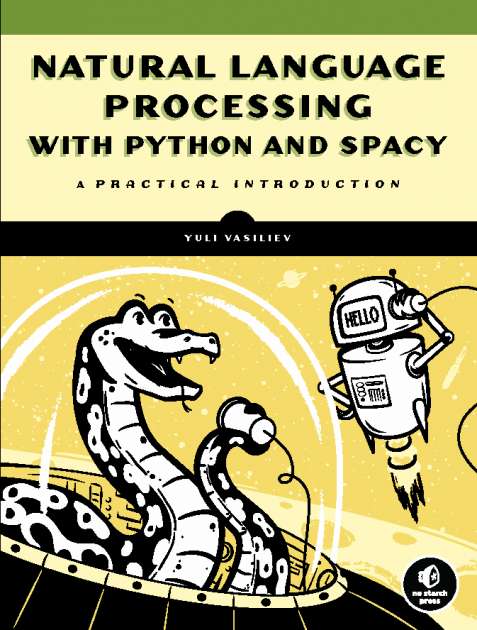 NATURAL LANGUAGE
PROCESSING
WITH PYTHON AND SPACY
A PRACTICAL INTRODUCTION
YULI VASILIEV
HELLO
no starch
press